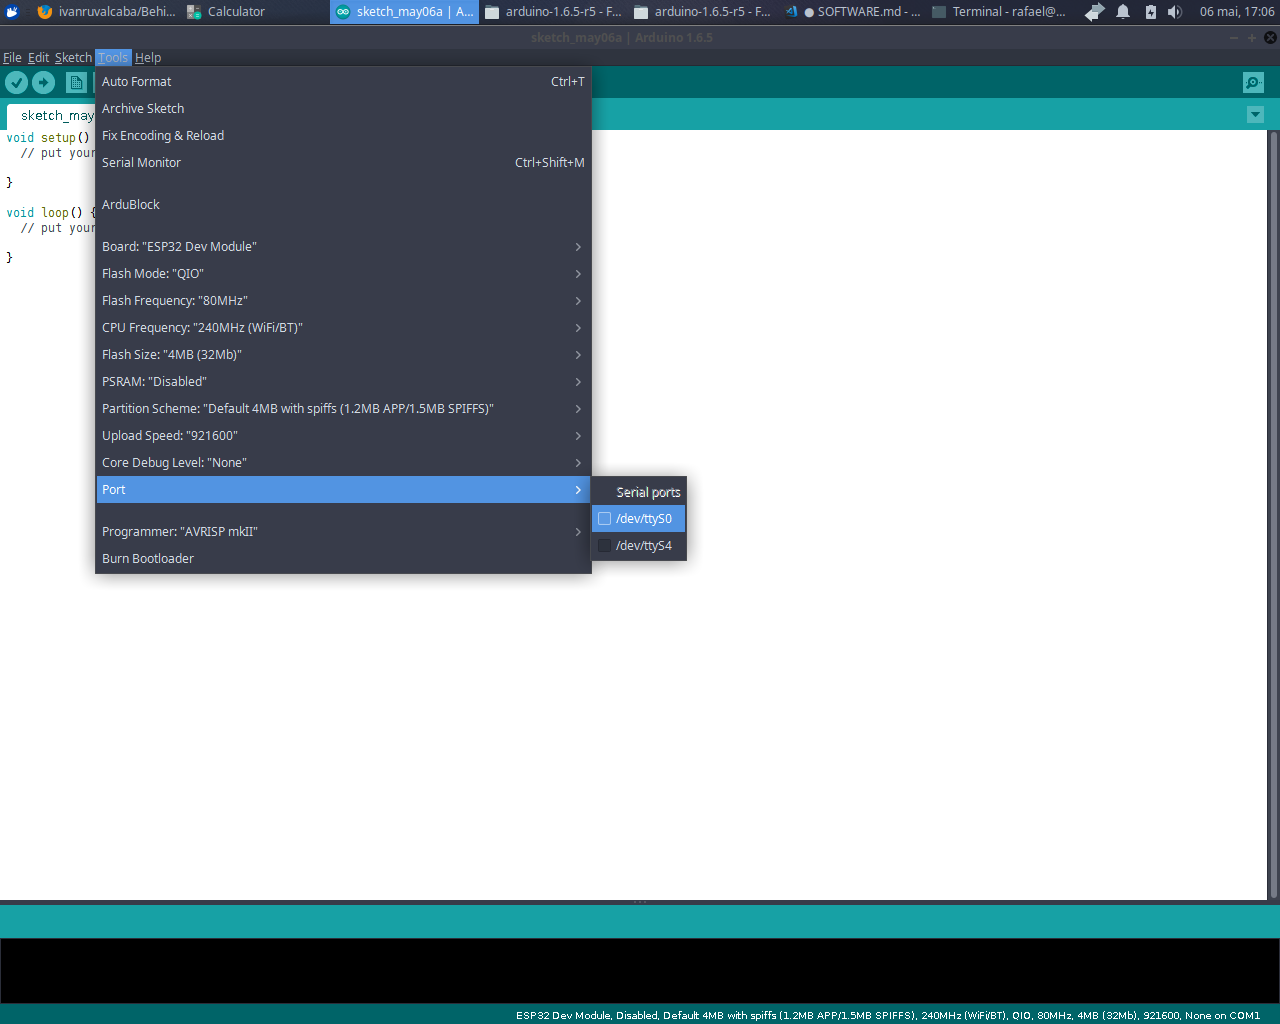 ivanruvalcaba/Behi... Calculator sketch_may06a | A... arduino-1.6.5-r5 - F... arduino-1.6.5-r5 - F... ● SOFTWARE.md - ... Terminal - rafael@... 06 mai, 17:06
sketch_may06a | Arduino 1.6.5
File Edit Sketch Tools Help
Auto Format Ctrl+T
Archive Sketch
Fix Encoding & Reload
Serial Monitor Ctrl+Shift+M
ArduBlock
Board: "ESP32 Dev Module"
Flash Mode: "QIO"
Flash Frequency: "80MHz"
CPU Frequency: "240MHz (WiFi/BT)"
Flash Size: "4MB (32Mb)"
PSRAM: "Disabled"
Partition Scheme: "Default 4MB with spiffs (1.2MB APP/1.5MB SPIFFS)"
Upload Speed: "921600"
Core Debug Level: "None"
Port
Programmer: "AVRISP mkII"
Burn Bootloader
Serial ports
/dev/ttyS0
/dev/ttyS4
sketch_may
void setup()
// put your
}
void loop() {
// put your
}
ESP32 Dev Module, Disabled, Default 4MB with spiffs (1.2MB APP/1.5MB SPIFFS), 240MHz (WiFi/BT), QIO, 80MHz, 4MB (32Mb), 921600, None on COM1